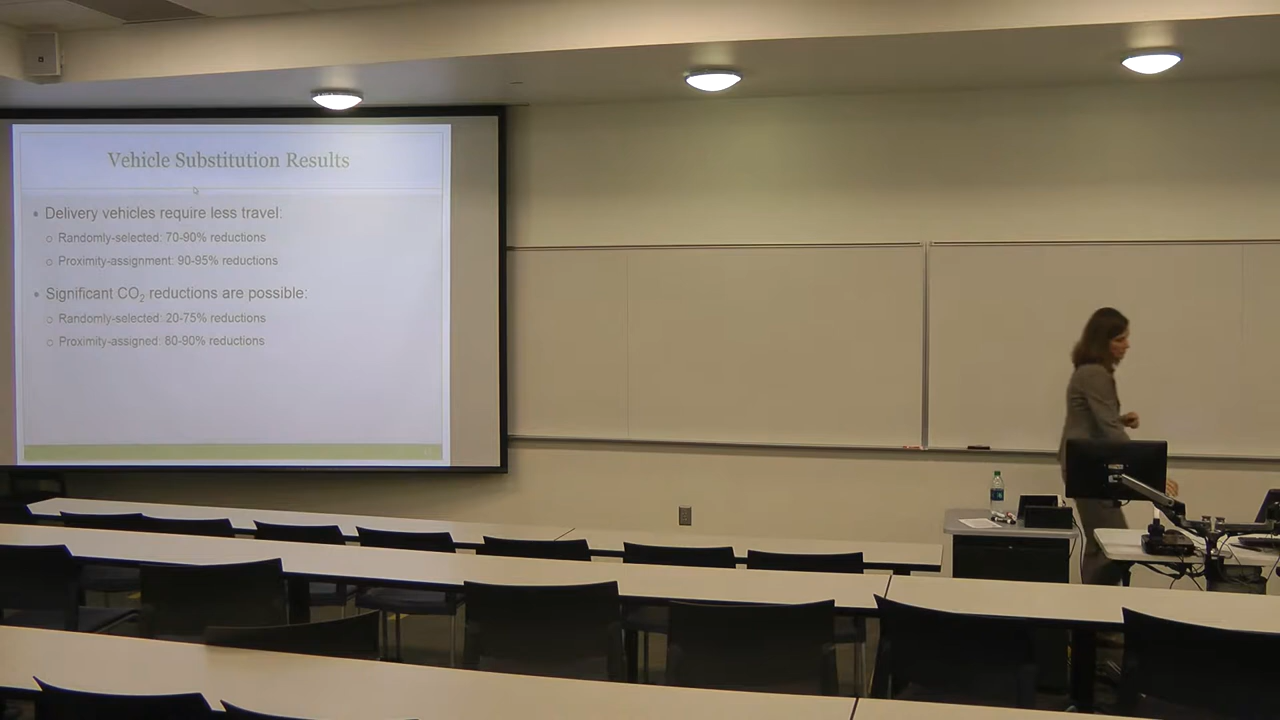 Vehicle Substitution Results
• Delivery vehicles require less travel:
○ Randomly-selected: 70-90% reductions
○ Proximity-assignment: 90-95% reductions
• Significant CO₂ reductions are possible:
○ Randomly-selected: 20-75% reductions
○ Proximity-assigned: 80-90% reductions